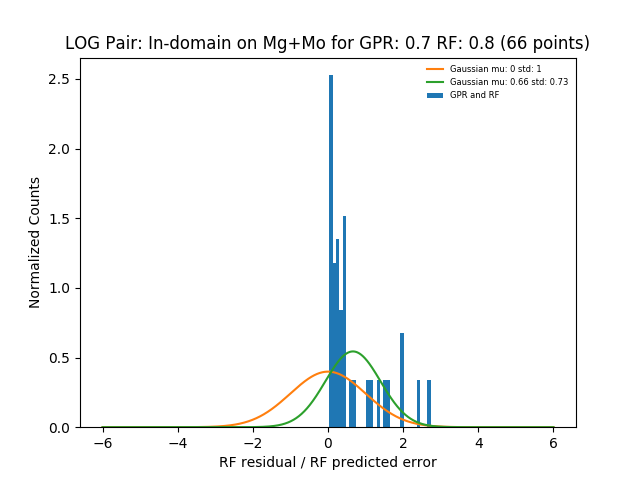 LOG Pair: In-domain on Mg+Mo for GPR: 0.7 RF: 0.8 (66 points)
Gaussian mu: 0 std: 1
Gaussian mu: 0.66 std: 0.73
GPR and RF
Normalized Counts
2.5
2.0
1.5
1.0
0.5
0.0
−6 −4 −2 0 2 4 6
RF residual / RF predicted error